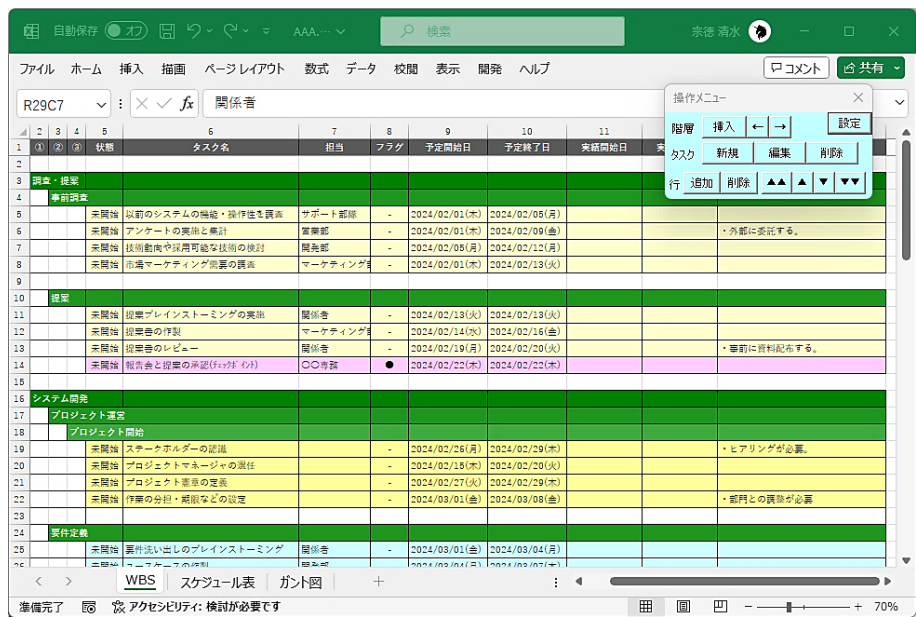 自動保存 オフ AAA.… 検索 宗徳 清水
ファイル ホーム 挿入 描画 ページ レイアウト 数式 データ 校閲 表示 開発 ヘルプ コメント 共有
R29C7 fx 関係者
操作メニュー
階層 挿入 ← → 設定
タスク 新規 編集 削除
行 追加 削除 ▲▲ ▲ ▼ ▼▼
2 3 4 5 6 7 8 9 10 11
1 ① ② ③ 状態 タスク名 担当 フラグ 予定開始日 予定終了日 実績開始日
2
3 調査・提案
4 事前調査
5 未開始 以前のシステムの機能・操作性を調査 サポート部隊 - 2024/02/01(木) 2024/02/05(月)
6 未開始 アンケートの実施と集計 営業部 - 2024/02/01(木) 2024/02/09(金) ・外部に委託する。
7 未開始 技術動向や採用可能な技術の検討 開発部 - 2024/02/05(月) 2024/02/12(月)
8 未開始 市場マーケティング需要の調査 マーケティング - 2024/02/01(木) 2024/02/13(火)
9
10 提案
11 未開始 提案ブレインストーミングの実施 関係者 - 2024/02/13(火) 2024/02/13(火)
12 未開始 提案書の作製 マーケティング - 2024/02/14(水) 2024/02/16(金)
13 未開始 提案書のレビュー 関係者 - 2024/02/19(月) 2024/02/20(火) ・事前に資料配布する。
14 未開始 報告会と提案の承認(ﾁｪｯｸﾎﾟｲﾝﾄ) 〇〇専務 ● 2024/02/22(木) 2024/02/22(木)
15
16 システム開発
17 プロジェクト運営
18 プロジェクト開始
19 未開始 ステークホルダーの認識 - 2024/02/26(月) 2024/02/29(木) ・ヒアリングが必要。
20 未開始 プロジェクトマネージャの選任 - 2024/02/15(木) 2024/02/20(火)
21 未開始 プロジェクト憲章の定義 - 2024/02/27(火) 2024/02/29(木)
22 未開始 作業の分担・期限などの設定 - 2024/03/01(金) 2024/03/08(金) ・部門との調整が必要
23
24 要件定義
25 未開始 要件洗い出しのブレインストーミング 関係者 - 2024/03/01(金) 2024/03/04(月)
WBS スケジュール表 ガント図
準備完了 アクセシビリティ: 検討が必要です 70%